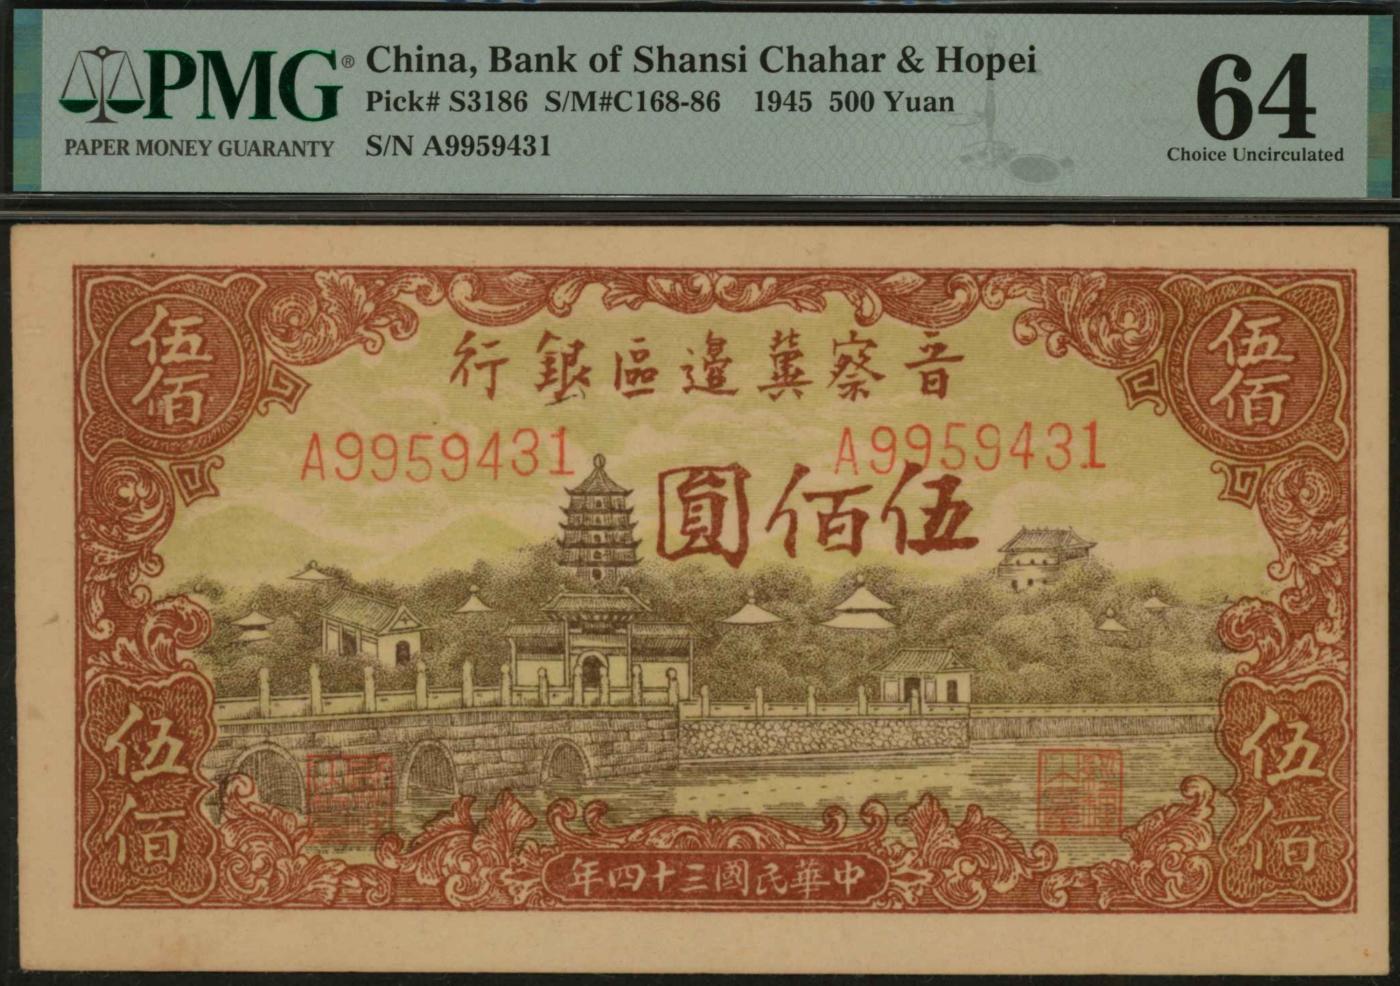 PMG® China, Bank of Shansi Chahar & Hopei
Pick# S3186 S/M#C168-86 1945 500 Yuan
PAPER MONEY GUARANTY
S/N A9959431
64
Choice Uncirculated
伍佰
伍佰
行銀區邊冀察晉
A9959431 A9959431
圓佰伍
伍佰
伍佰
年四十三國民華中